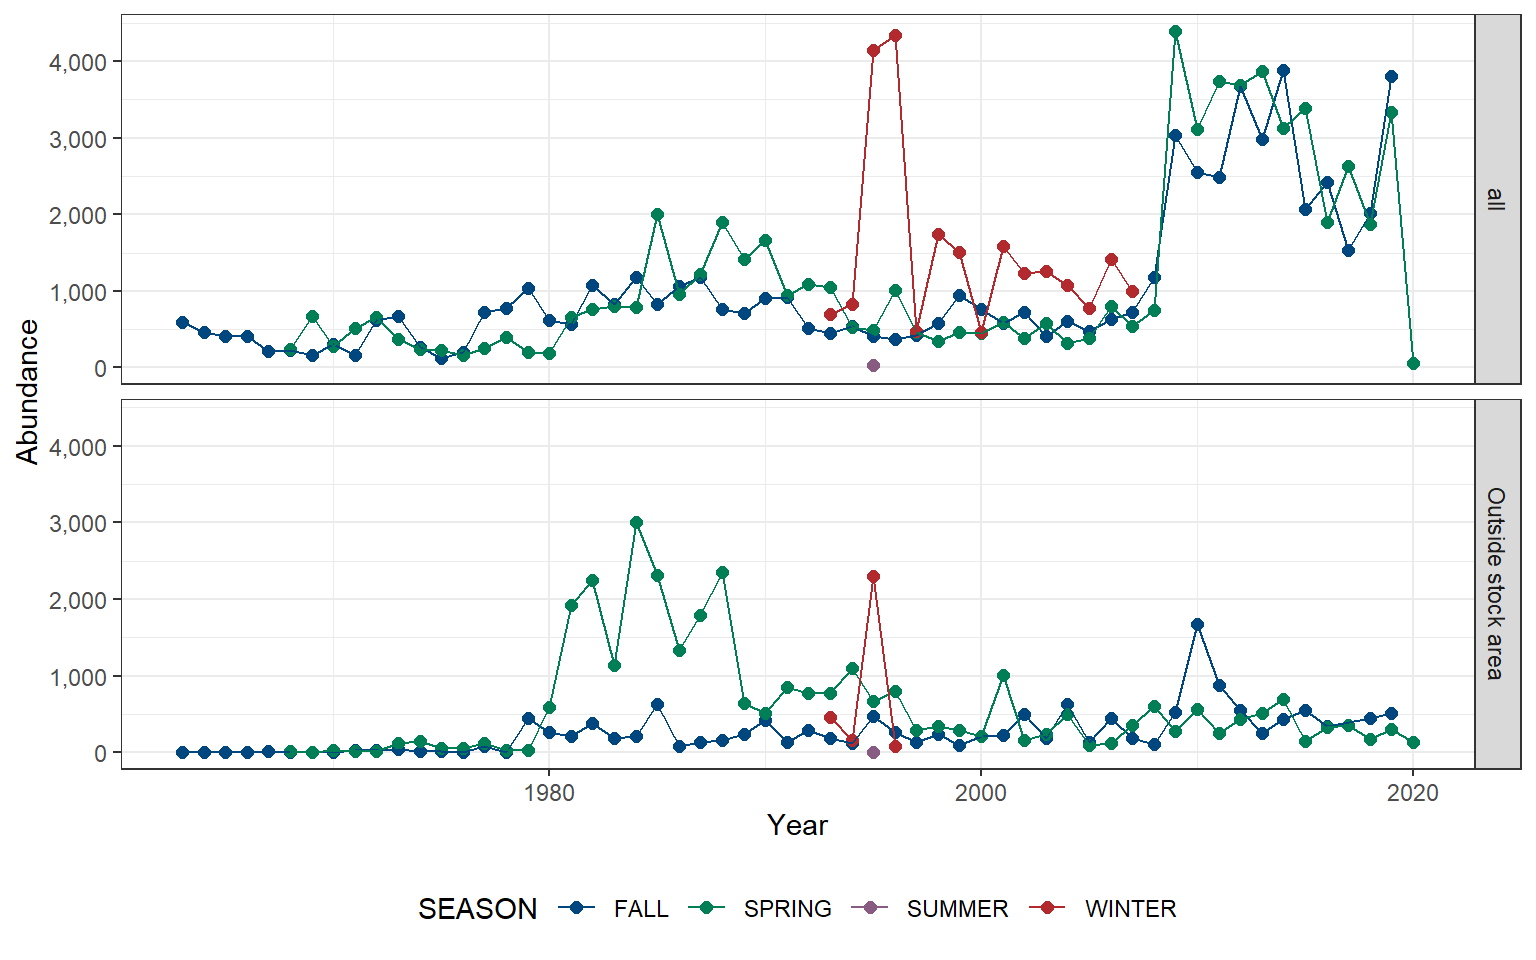 4,000
3,000
2,000
1,000
0
all
4,000
3,000
2,000
1,000
0
Outside stock area
Abundance
1980 2000 2020
Year
SEASON FALL SPRING SUMMER WINTER